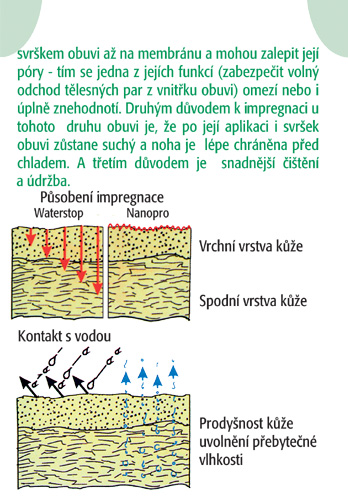 svrškem obuvi až na membránu a mohou zalepit její
póry - tím se jedna z jejích funkcí (zabezpečit volný
odchod tělesných par z vnitřku obuvi) omezí nebo i
úplně znehodnotí. Druhým důvodem k impregnaci u
tohoto druhu obuvi je, že po její aplikaci i svršek
obuvi zůstane suchý a noha je lépe chráněna před
chladem. A třetím důvodem je snadnější čištění
a údržba.
Působení impregnace
Waterstop Nanopro
Vrchní vrstva kůže
Spodní vrstva kůže
Kontakt s vodou
Prodyšnost kůže
uvolnění přebytečné
vlhkosti